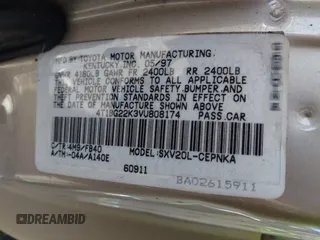 MFD BY TOYOTA MOTOR MANUFACTURING,
KENTUCKY INC. 05/97
GVWR 4180LB GAWR FR 2400LB RR 2400LB
THIS VEHICLE CONFORMS TO ALL APPLICABLE
FEDERAL MOTOR VEHICLE SAFETY, BUMPER, AND
THEFT PREVENTION STANDARDS IN EFFECT ON
THE DATE OF MANUFACTURE SHOWN ABOVE.
4T1BG22K3VU808174 PASS.CAR
C/TR 4M9/FB40 MODEL SXV20L-CEPNKA
A/TM -04A/A140E
60911
BA02615911
DREAMBID